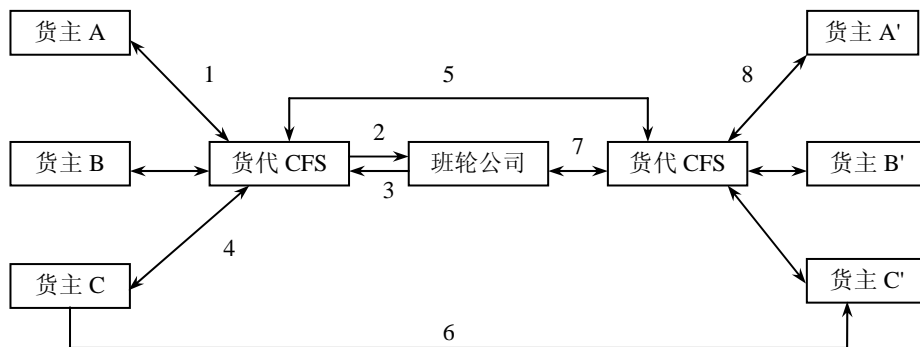 货主 A
货主 A'
1
5
8
货主 B
货代 CFS
2
班轮公司
3
7
货代 CFS
货主 B'
4
货主 C
货主 C'
6